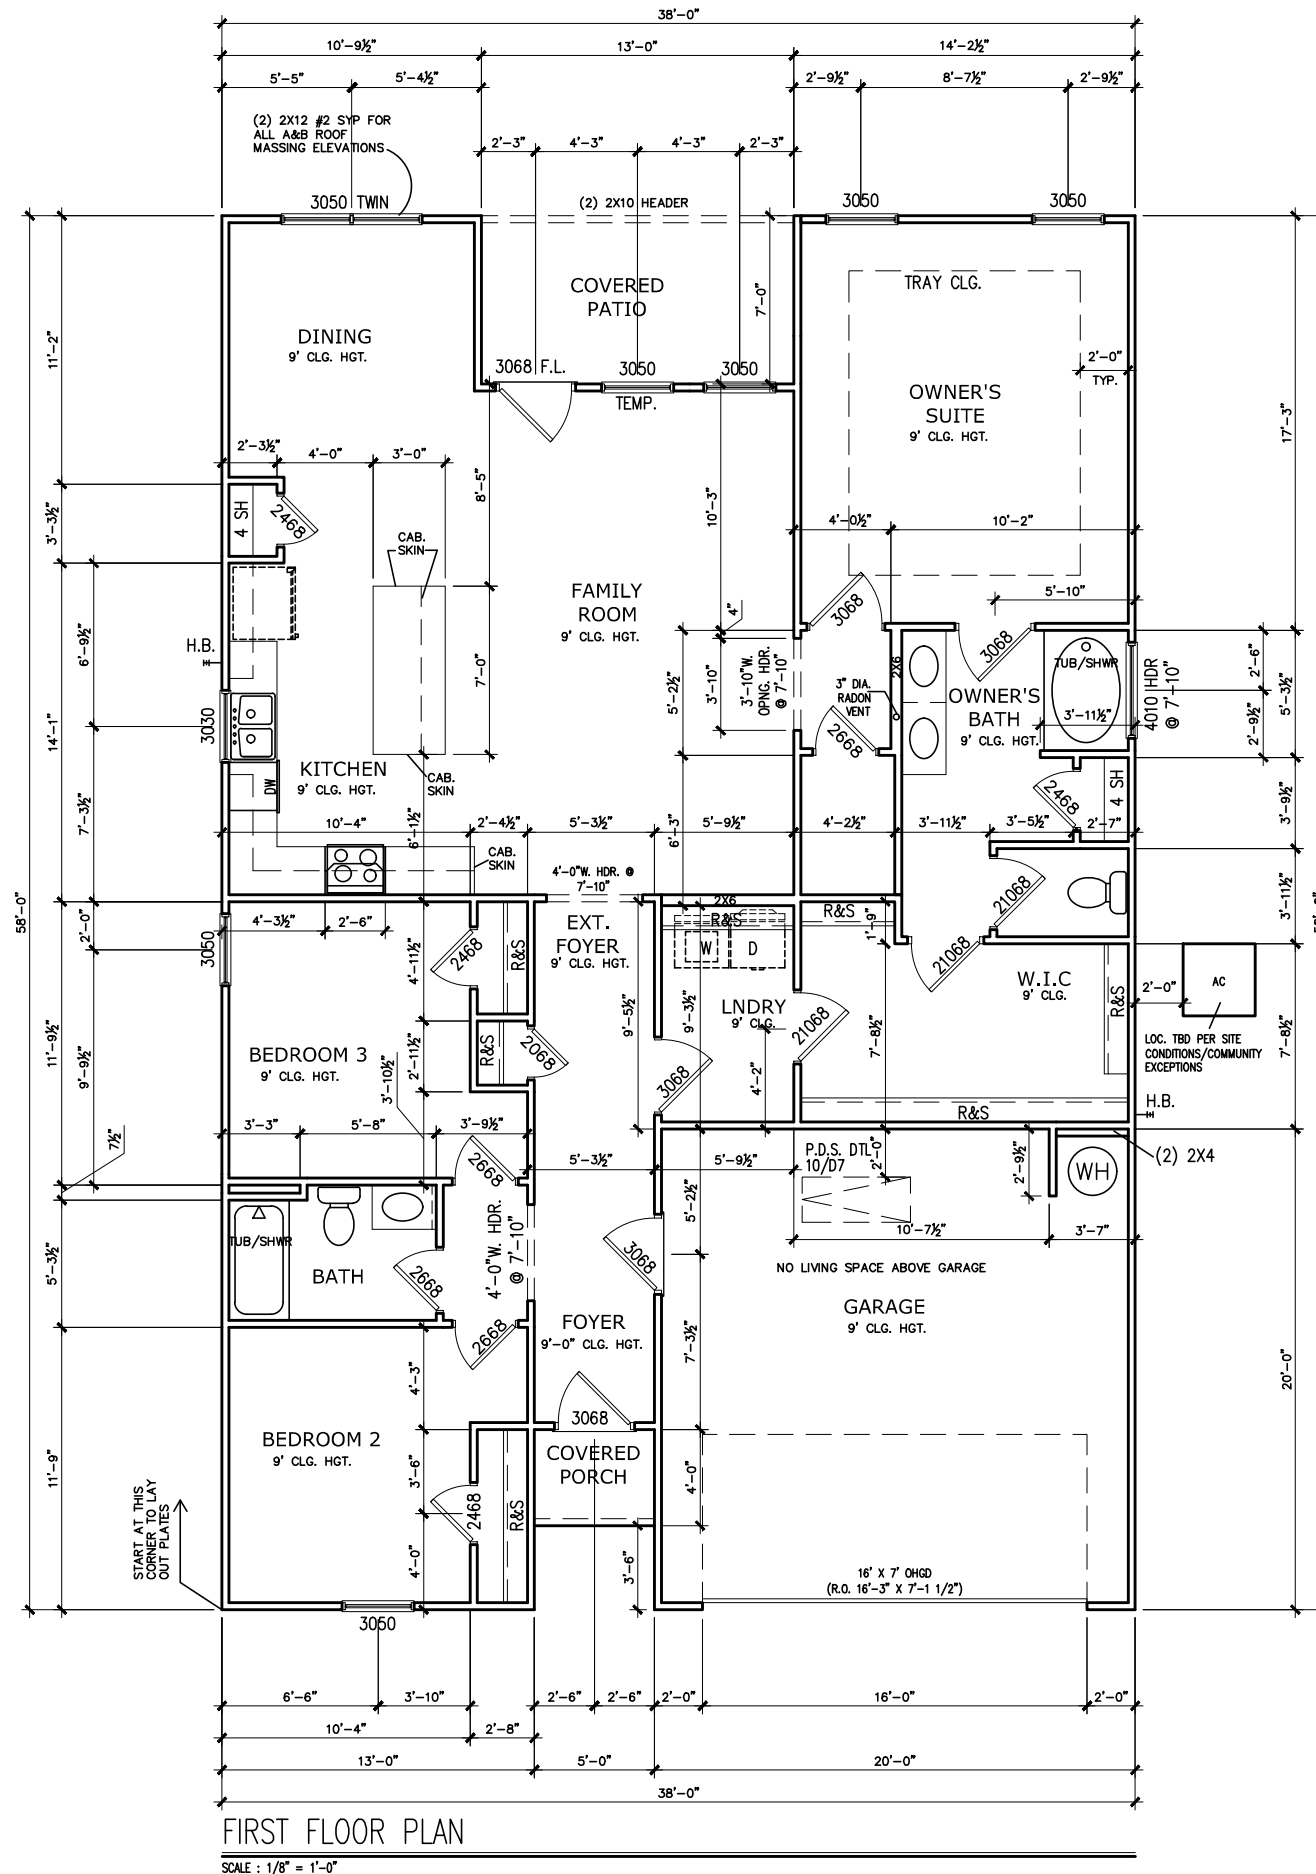 38'-0"
10'-9½" 13'-0" 14'-2½"
5'-5" 5'-4½" 2'-9½" 8'-7½" 2'-9½"
(2) 2X12 #2 SYP FOR
ALL A&B ROOF
MASSING ELEVATIONS
2'-3" 4'-3" 4'-3" 2'-3"
3050 TWIN
(2) 2X10 HEADER
3050 3050
COVERED
PATIO
7'-0"
TRAY CLG.
DINING
9' CLG. HGT.
11'-2"
3068 F.L. 3050 3050
TEMP.
2'-0"
TYP.
OWNER'S
SUITE
9' CLG. HGT.
17'-3"
2'-3½" 4'-0" 3'-0"
8'-5"
10'-3"
4 SH
2468
3'-3½"
CAB.
SKIN
4'-0½" 10'-2"
FAMILY
ROOM
9' CLG. HGT.
5'-10"
3068
4"
H.B.
6'-9½"
7'-0"
5'-2½"
3'-10"
3'-10"W.
OPNG. HDR.
@ 7'-10"
2X6
3" DIA.
RADON
VENT
3068
TUB/SHWR
OWNER'S
BATH
9' CLG. HGT.
3'-11½"
4010 HDR
@ 7'-10"
2'-6"
5'-3½"
2'-9½"
3030
14'-1"
2668
KITCHEN
9' CLG. HGT.
CAB.
SKIN
DW
2468
4 SH
7'-3½"
10'-4" 2'-4½" 5'-3½" 5'-9½" 4'-2½" 3'-11½" 3'-5½" 2'-7"
6'-1½"
6'-3"
3'-9½"
CAB.
SKIN
4'-0"W. HDR. @
7'-10"
58'-0"
21068
3'-11½"
2X6
R&S
R&S
1'-9"
2'-0"
4'-3½" 2'-6"
EXT.
FOYER
9' CLG. HGT.
3050
2468
R&S
4'-11½"
W D
21068
W.I.C
9' CLG.
R&S
2'-0"
AC
LNDRY
9' CLG.
21068
9'-5½"
9'-3½"
7'-8½"
7'-8½"
LOC. TBD PER SITE
CONDITIONS/COMMUNITY
EXCEPTIONS
BEDROOM 3
9' CLG. HGT.
11'-9½"
9'-9½"
3'-10½"
2'-11½"
R&S
2068
3068
4'-2"
H.B.
R&S
7½"
3'-3" 5'-8" 3'-9½"
2668
5'-3½" 5'-9½"
P.D.S. DTL
10/D7
2'-0"
2'-9½"
WH
(2) 2X4
5'-2½"
10'-7½" 3'-7"
TUB/SHWR
BATH
5'-3½"
2668
4'-0"W. HDR.
@ 7'-10"
3068
NO LIVING SPACE ABOVE GARAGE
GARAGE
9' CLG. HGT.
FOYER
9'-0" CLG HGT.
2668
7'-3½"
20'-0"
4'-3"
3068
BEDROOM 2
9' CLG. HGT.
COVERED
PORCH
11'-9"
3'-6"
2468
R&S
4'-0"
START AT THIS
CORNER TO LAY
OUT PLATES
4'-0"
3'-6"
16' X 7' OHGD
(R.O. 16'-3" X 7'-1 1/2")
3050
6'-6" 3'-10" 2'-6" 2'-6" 2'-0" 16'-0" 2'-0"
10'-4" 2'-8"
13'-0" 5'-0" 20'-0"
38'-0"
FIRST FLOOR PLAN
SCALE : 1/8" = 1'-0"